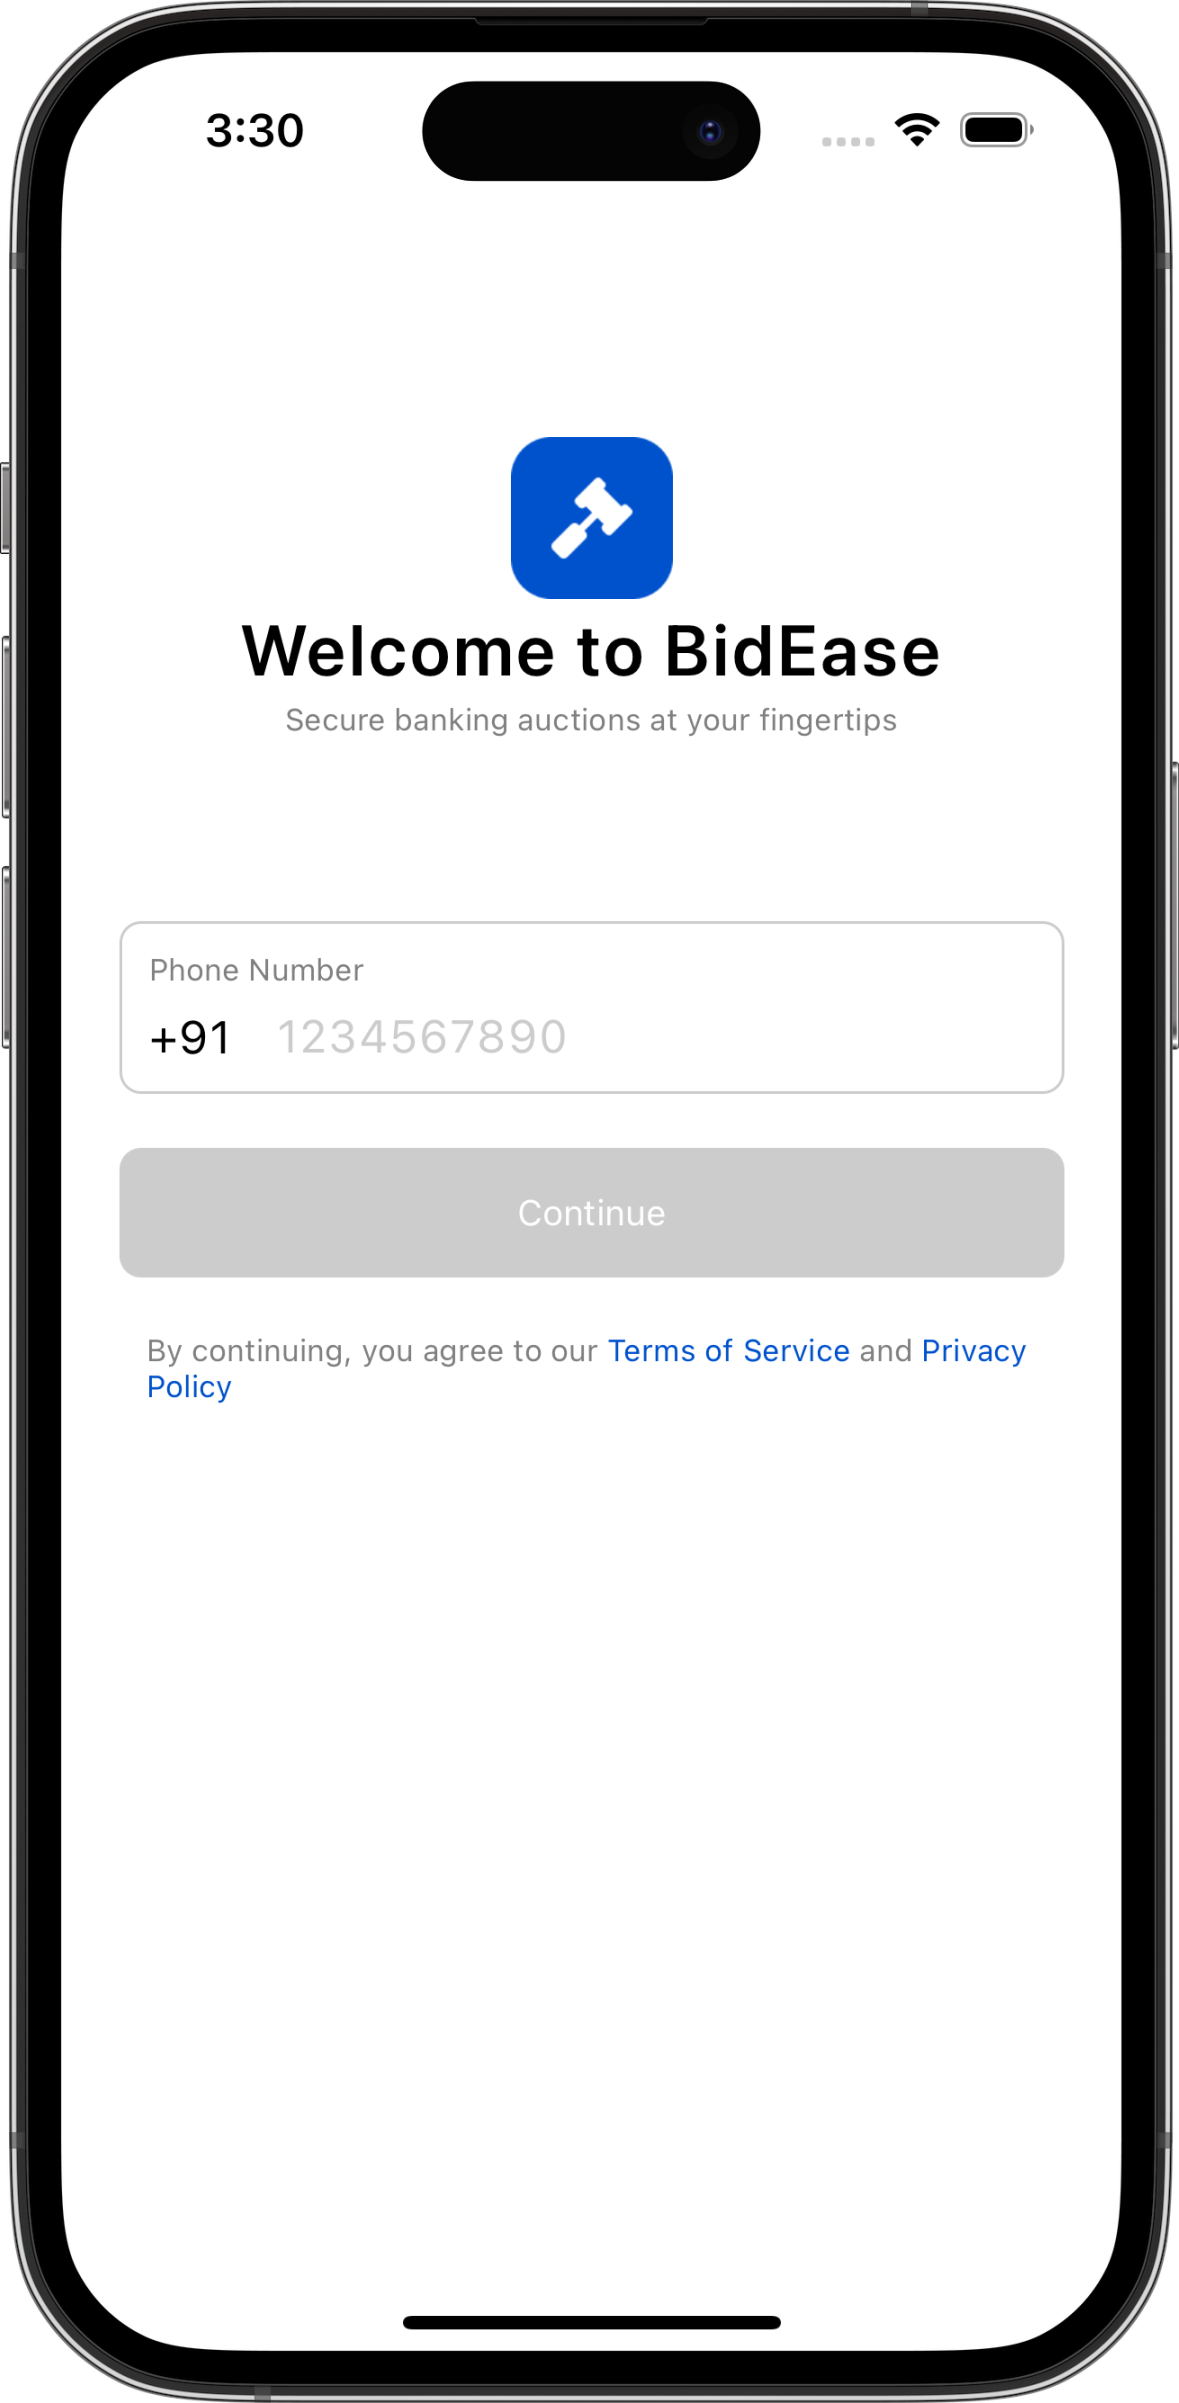 3:30
Welcome to BidEase
Secure banking auctions at your fingertips
Phone Number
+91 1234567890
Continue
By continuing, you agree to our Terms of Service and Privacy
Policy